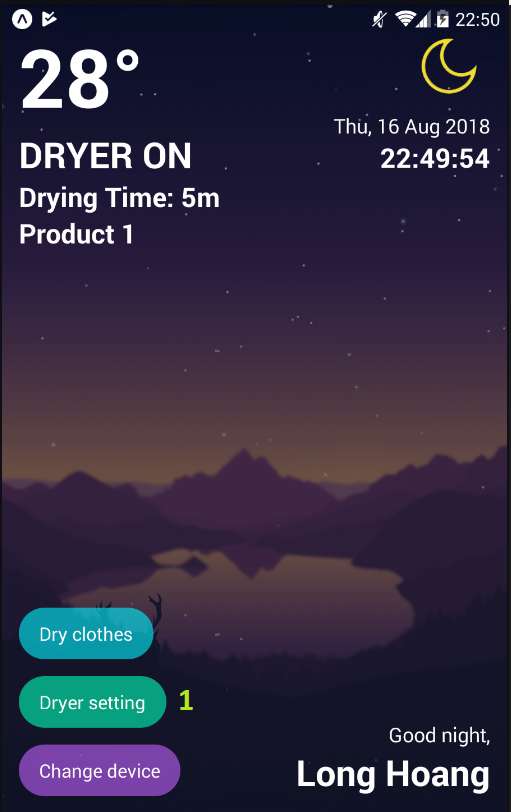 22:50
28°
Thu, 16 Aug 2018
DRYER ON
22:49:54
Drying Time: 5m
Product 1
Dry clothes
Dryer setting 1
Change device
Good night,
Long Hoang